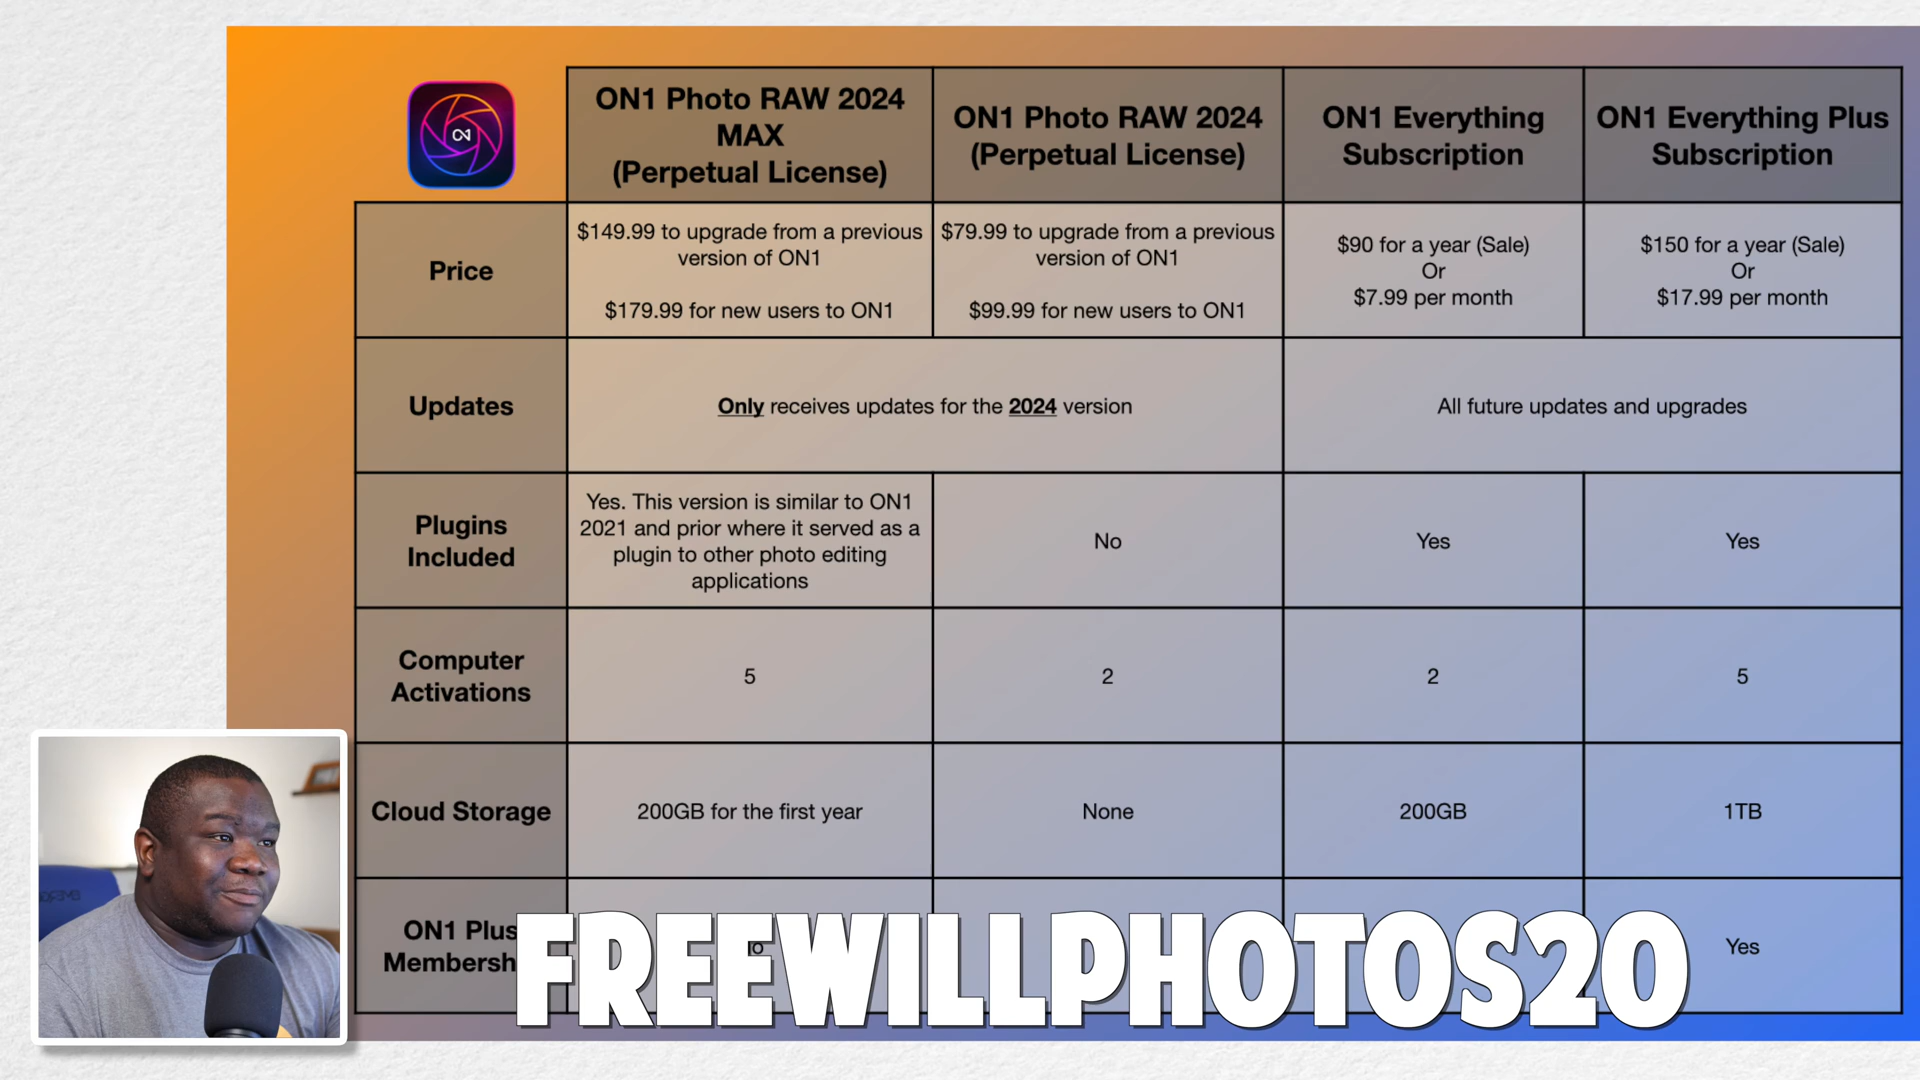 ON1 Photo RAW 2024
MAX
(Perpetual License)
ON1 Photo RAW 2024
(Perpetual License)
ON1 Everything
Subscription
ON1 Everything Plus
Subscription
Price
$149.99 to upgrade from a previous
version of ON1
$179.99 for new users to ON1
$79.99 to upgrade from a previous
version of ON1
$99.99 for new users to ON1
$90 for a year (Sale)
Or
$7.99 per month
$150 for a year (Sale)
Or
$17.99 per month
Updates
Only receives updates for the 2024 version
All future updates and upgrades
Plugins
Included
Yes. This version is similar to ON1
2021 and prior where it served as a
plugin to other photo editing
applications
No
Yes
Yes
Computer
Activations
5
2
2
5
Cloud Storage
200GB for the first year
None
200GB
1TB
ON1 Plus
Yes
FREEWILLPHOTOS20